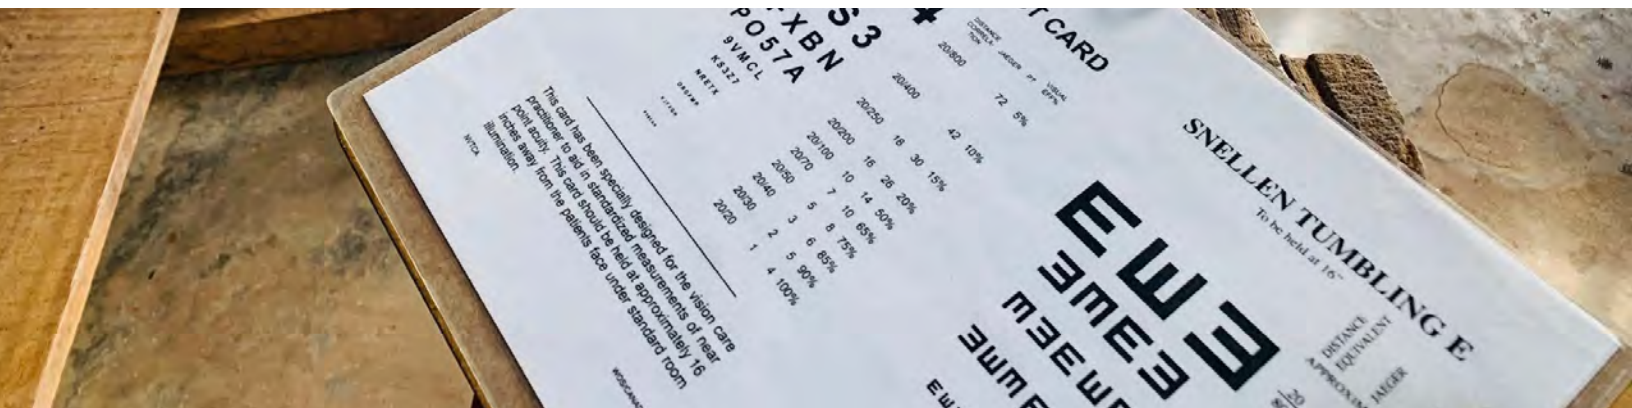 T CARD
DISTANCE
CORRELA-
TION
JAEGER PT
VISUAL
EFF%
4
20/800 72 5%
S 3
20/400 42 10%
X B N
20/250 18 30 15%
P O 5 7 A
20/200 16 26 20%
9 V M C L
20/100 10 14 50%
K S 3 Z 7
20/70 7 10 65%
N R E T X
20/50 5 8 75%
20/40 3 6 85%
20/30 2 5 90%
20/20 1 4 100%
This card has been specially designed for the vision care
practitioner to aid in standardized measurements of near
point acuity. This card should be held at approximately 16
inches away from the patients face under standard room
illumination.
NVTCA
SNELLEN TUMBLING E
To be held at 16"
DISTANCE
EQUIVALENT
JAEGER